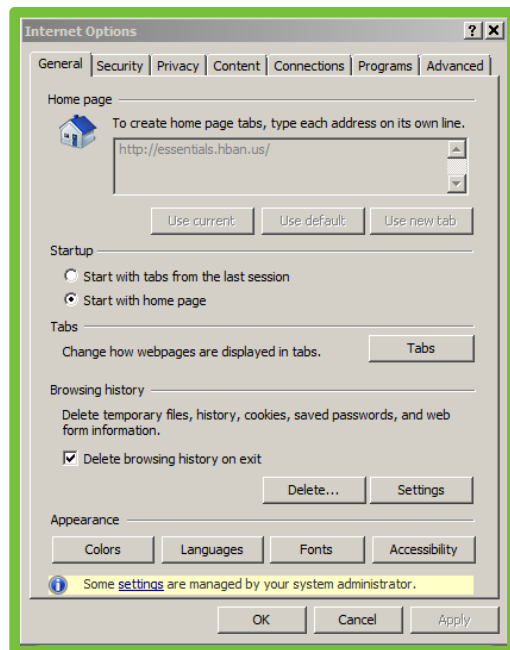 Internet Options
General Security Privacy Content Connections Programs Advanced
Home page
To create home page tabs, type each address on its own line.
http://essentials.hban.us/
Use current Use default Use new tab
Startup
Start with tabs from the last session
Start with home page
Tabs
Change how webpages are displayed in tabs.
Tabs
Browsing history
Delete temporary files, history, cookies, saved passwords, and web
form information.
Delete browsing history on exit
Delete... Settings
Appearance
Colors Languages Fonts Accessibility
Some settings are managed by your system administrator.
OK Cancel Apply